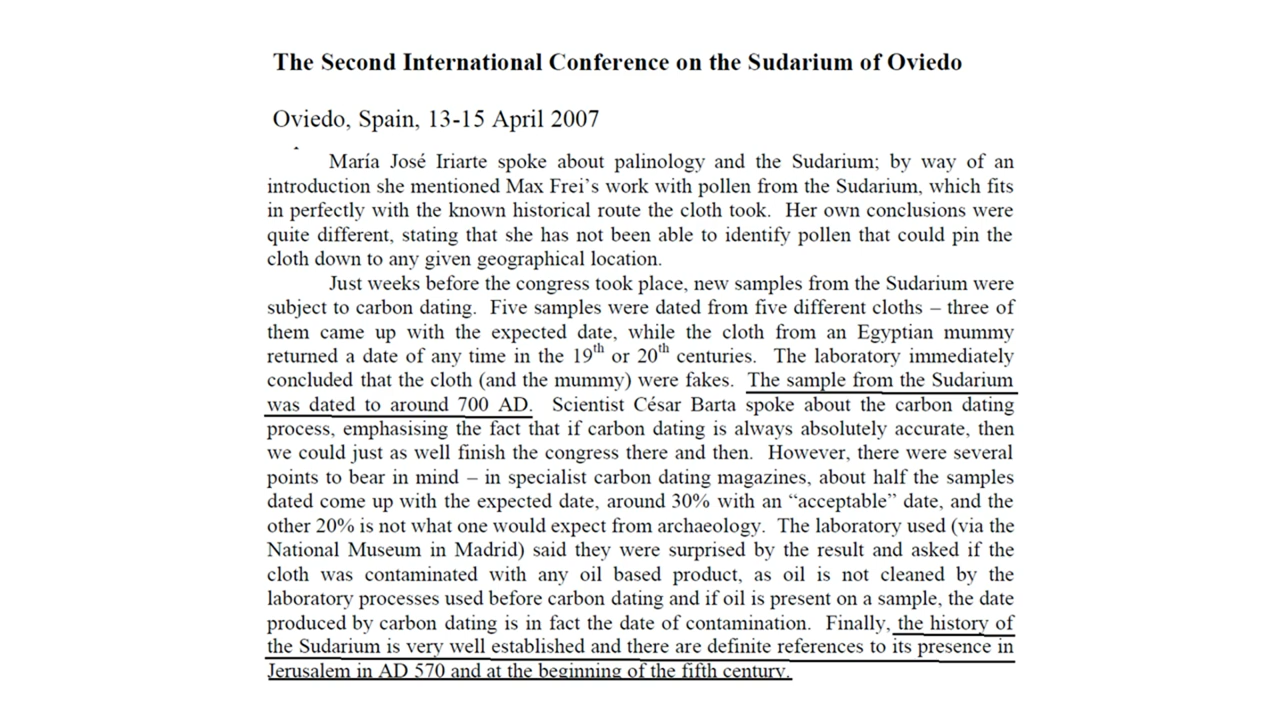 The Second International Conference on the Sudarium of Oviedo
Oviedo, Spain, 13-15 April 2007
María José Iriarte spoke about palinology and the Sudarium; by way of an
introduction she mentioned Max Frei's work with pollen from the Sudarium, which fits
in perfectly with the known historical route the cloth took. Her own conclusions were
quite different, stating that she has not been able to identify pollen that could pin the
cloth down to any given geographical location.
Just weeks before the congress took place, new samples from the Sudarium were
subject to carbon dating. Five samples were dated from five different cloths – three of
them came up with the expected date, while the cloth from an Egyptian mummy
returned a date of any time in the 19th or 20th centuries. The laboratory immediately
concluded that the cloth (and the mummy) were fakes. The sample from the Sudarium
was dated to around 700 AD. Scientist César Barta spoke about the carbon dating
process, emphasising the fact that if carbon dating is always absolutely accurate, then
we could just as well finish the congress there and then. However, there were several
points to bear in mind – in specialist carbon dating magazines, about half the samples
dated come up with the expected date, around 30% with an “acceptable” date, and the
other 20% is not what one would expect from archaeology. The laboratory used (via the
National Museum in Madrid) said they were surprised by the result and asked if the
cloth was contaminated with any oil based product, as oil is not cleaned by the
laboratory processes used before carbon dating and if oil is present on a sample, the date
produced by carbon dating is in fact the date of contamination. Finally, the history of
the Sudarium is very well established and there are definite references to its presence in
Jerusalem in AD 570 and at the beginning of the fifth century.